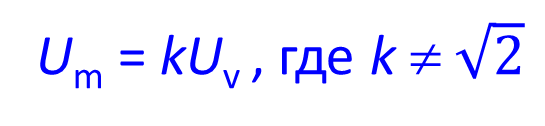 Uₘ = kUᵥ, где k ≠ √2